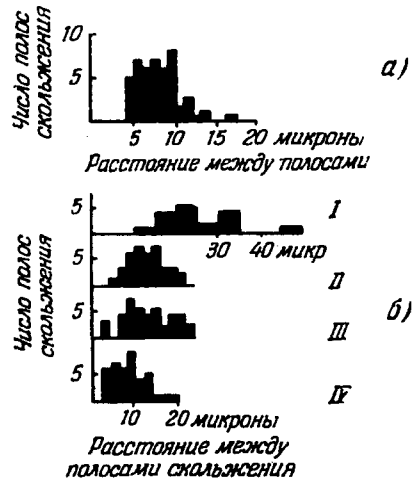 Число полос
скольжения
10
5
а)
5 10 15 20 микроны
Расстояние между полосами
Число полос
скольжения
5
I
30 40 микр
5
II
б)
5
III
5
IV
10 20 микроны
Расстояние между
полосами скольжения